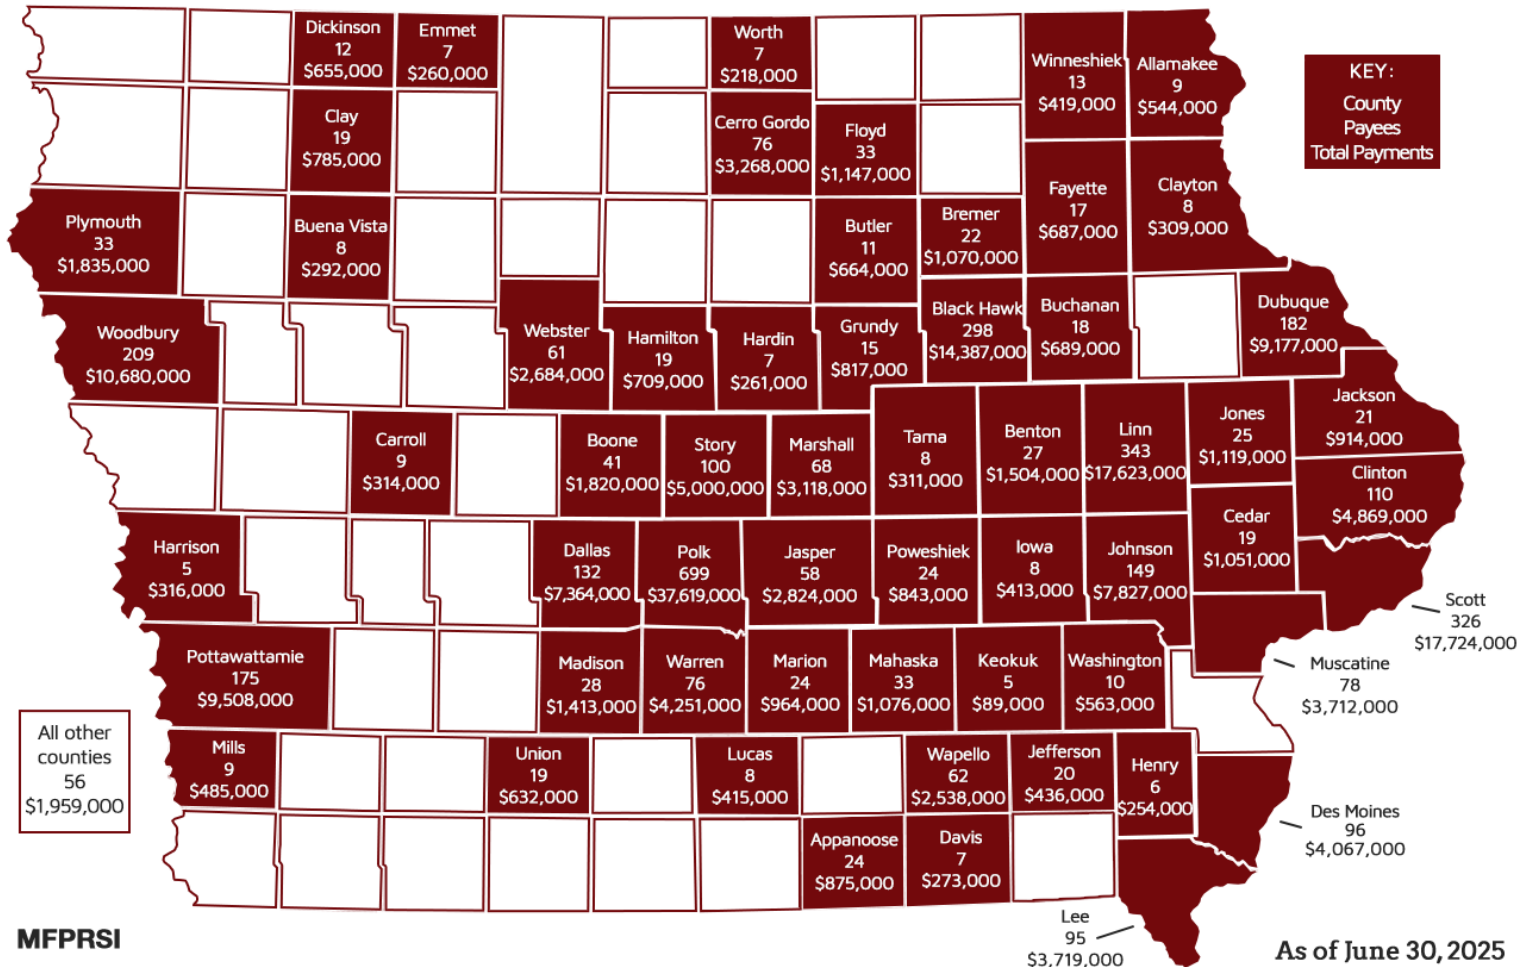 Dickinson
12
$655,000
Emmet
7
$260,000
Worth
7
$218,000
Winneshiek
13
$419,000
Allamakee
9
$544,000
KEY:
County
Payees
Total Payments
Clay
19
$785,000
Cerro Gordo
76
$3,268,000
Floyd
33
$1,147,000
Fayette
17
$687,000
Clayton
8
$309,000
Plymouth
33
$1,835,000
Buena Vista
8
$292,000
Butler
11
$664,000
Bremer
22
$1,070,000
Woodbury
209
$10,680,000
Webster
61
$2,684,000
Hamilton
19
$709,000
Hardin
7
$261,000
Grundy
15
$817,000
Black Hawk
298
$14,387,000
Buchanan
18
$689,000
Dubuque
182
$9,177,000
Carroll
9
$314,000
Boone
41
$1,820,000
Story
100
$5,000,000
Marshall
68
$3,118,000
Tama
8
$311,000
Benton
27
$1,504,000
Linn
343
$17,623,000
Jones
25
$1,119,000
Jackson
21
$914,000
Clinton
110
$4,869,000
Harrison
5
$316,000
Dallas
132
$7,364,000
Polk
699
$37,619,000
Jasper
58
$2,824,000
Poweshiek
24
$843,000
Iowa
8
$413,000
Johnson
149
$7,827,000
Cedar
19
$1,051,000
Scott
326
$17,724,000
Pottawattamie
175
$9,508,000
Madison
28
$1,413,000
Warren
76
$4,251,000
Marion
24
$964,000
Mahaska
33
$1,076,000
Keokuk
5
$89,000
Washington
10
$563,000
Muscatine
78
$3,712,000
All other
counties
56
$1,959,000
Mills
9
$485,000
Union
19
$632,000
Lucas
8
$415,000
Wapello
62
$2,538,000
Jefferson
20
$436,000
Henry
6
$254,000
Des Moines
96
$4,067,000
Appanoose
24
$875,000
Davis
7
$273,000
Lee
95
$3,719,000
MFPRSI
As of June 30, 2025